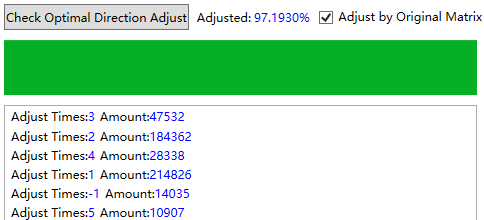 Check Optimal Direction Adjust Adjusted: 97.1930% Adjust by Original Matrix
Adjust Times:3 Amount:47532
Adjust Times:2 Amount:184362
Adjust Times:4 Amount:28338
Adjust Times:1 Amount:214826
Adjust Times:-1 Amount:14035
Adjust Times:5 Amount:10907